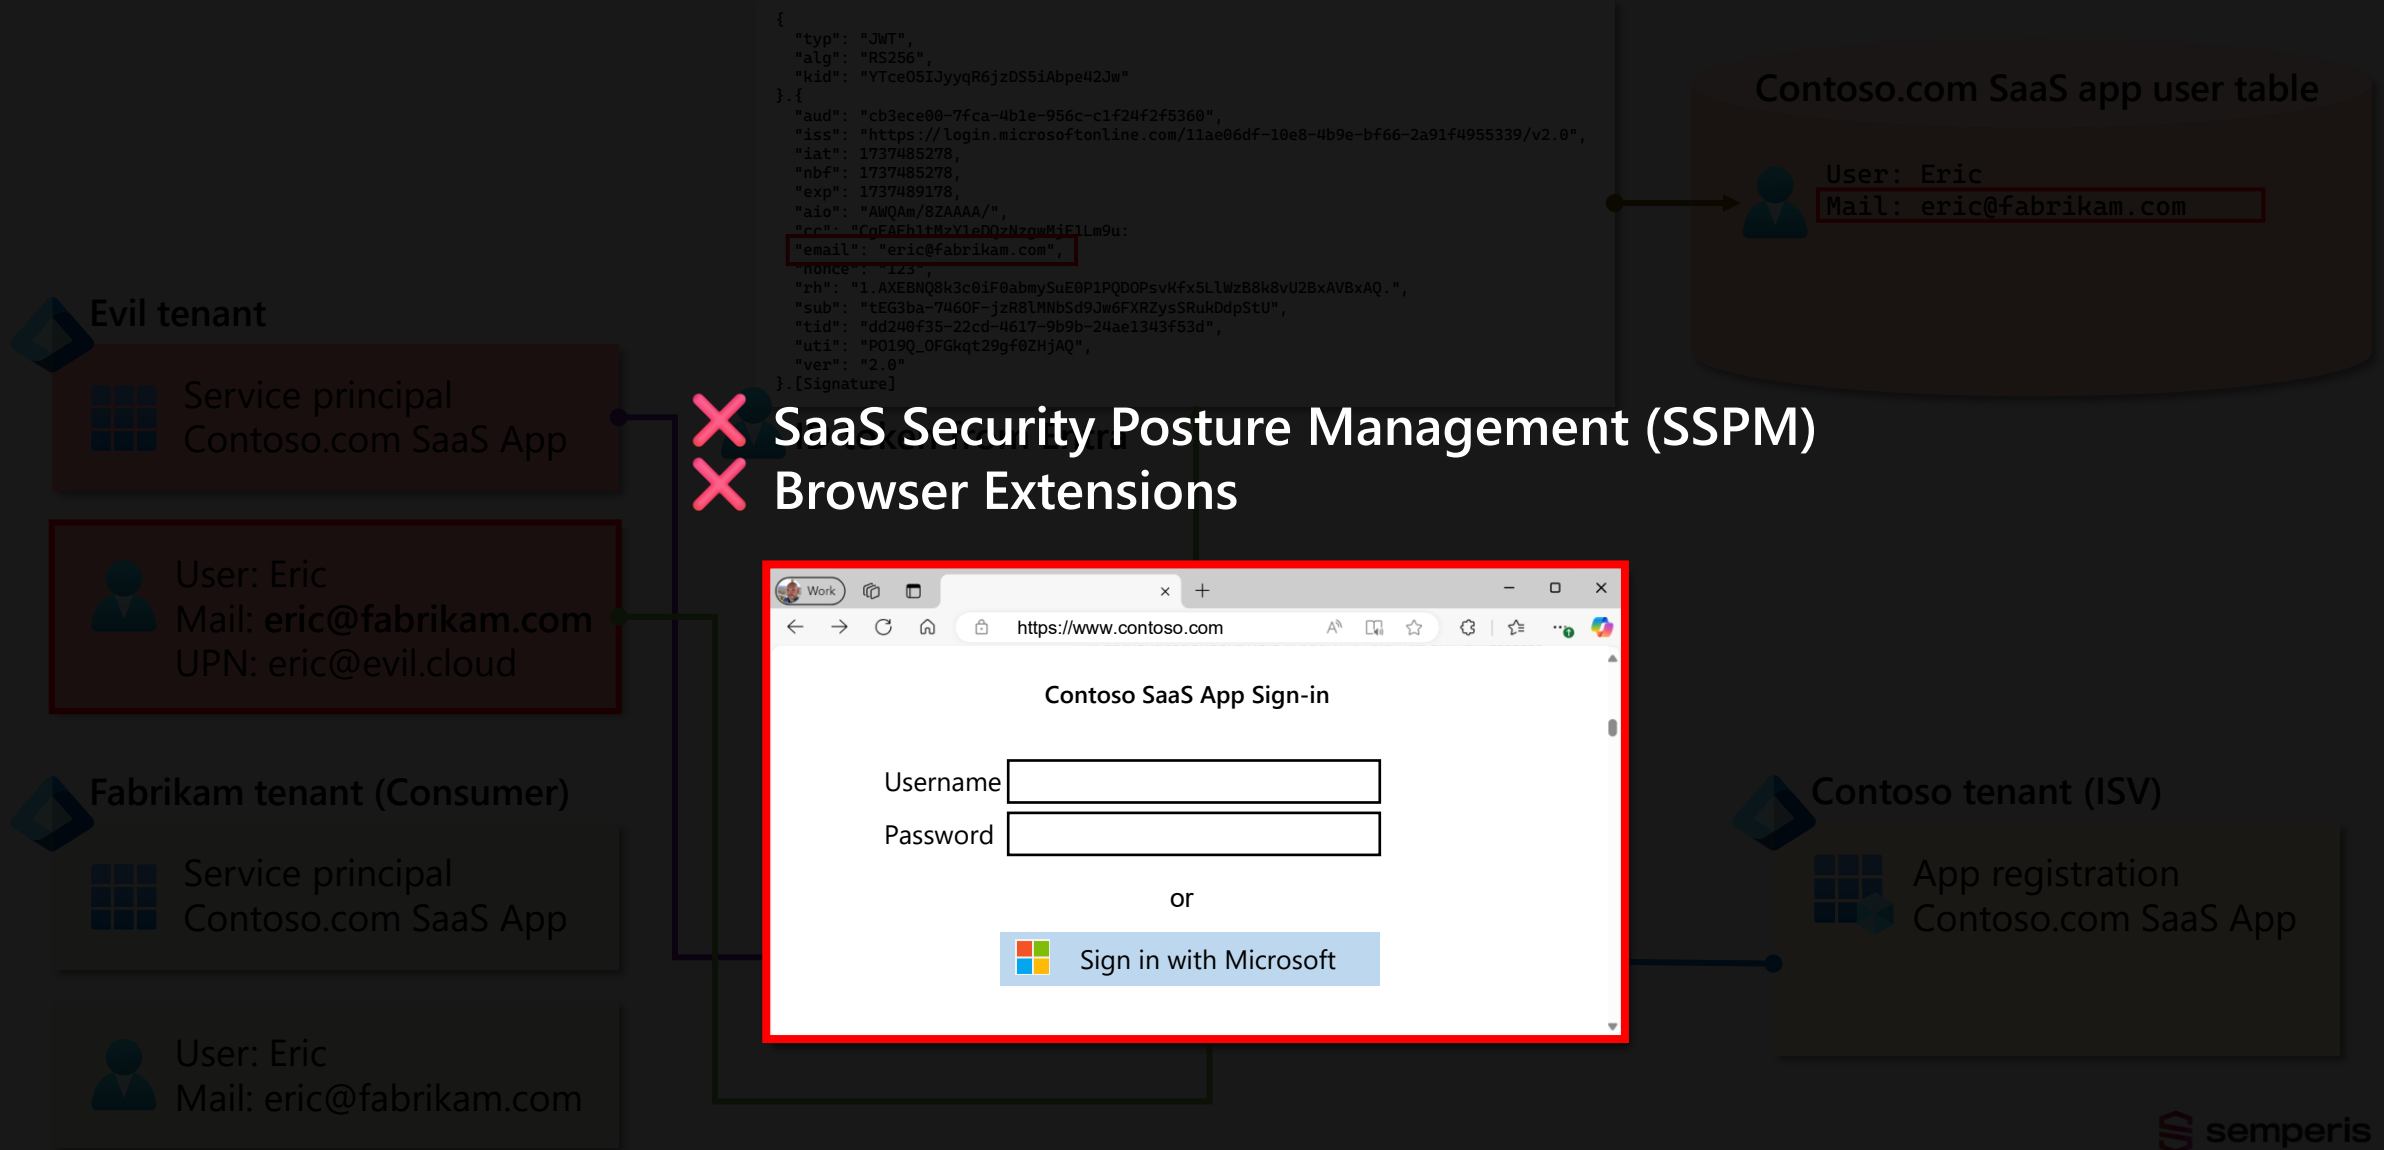 {
"typ": "JWT",
"alg": "RS256",
"kid": "YTceO5IJyyqR6jzDS5iAbpe42Jw"
}.{
"aud": "cb3ece00-7fca-4b1e-956c-c1f24f2f5360",
"iss": "https://login.microsoftonline.com/11ae06df-10e8-4b9e-bf66-2a91f4955339/v2.0",
"iat": 1737485278,
"nbf": 1737485278,
"exp": 1737489178,
"aio": "AWQAm/8ZAAAA/",
"email": "eric@fabrikam.com",
"nonce": "123",
"rh": "1.AXEBNQ8k3c0iF0abmySuE0P1PQDOPsvKfx5LlWzB8k8vU2BxAVBxAQ.",
"sub": "tEG3ba-746OF-jzR8lMNbSd9Jw6FXRZysSRukDdpStU",
"tid": "dd240f35-22cd-4617-9b9b-24ae1343f53d",
"uti": "PO19Q_OFGkqt29gf0ZHjAQ",
"ver": "2.0"
}.[Signature]
Contoso.com SaaS app user table
User: Eric
Mail: eric@fabrikam.com
Evil tenant
Service principal
Contoso.com SaaS App
User: Eric
Mail: eric@fabrikam.com
UPN: eric@evil.cloud
Fabrikam tenant (Consumer)
Service principal
Contoso.com SaaS App
User: Eric
Mail: eric@fabrikam.com
SaaS Security Posture Management (SSPM)
Browser Extensions
Work
https://www.contoso.com
Contoso SaaS App Sign-in
Username
Password
or
Sign in with Microsoft
Contoso tenant (ISV)
App registration
Contoso.com SaaS App
semperis